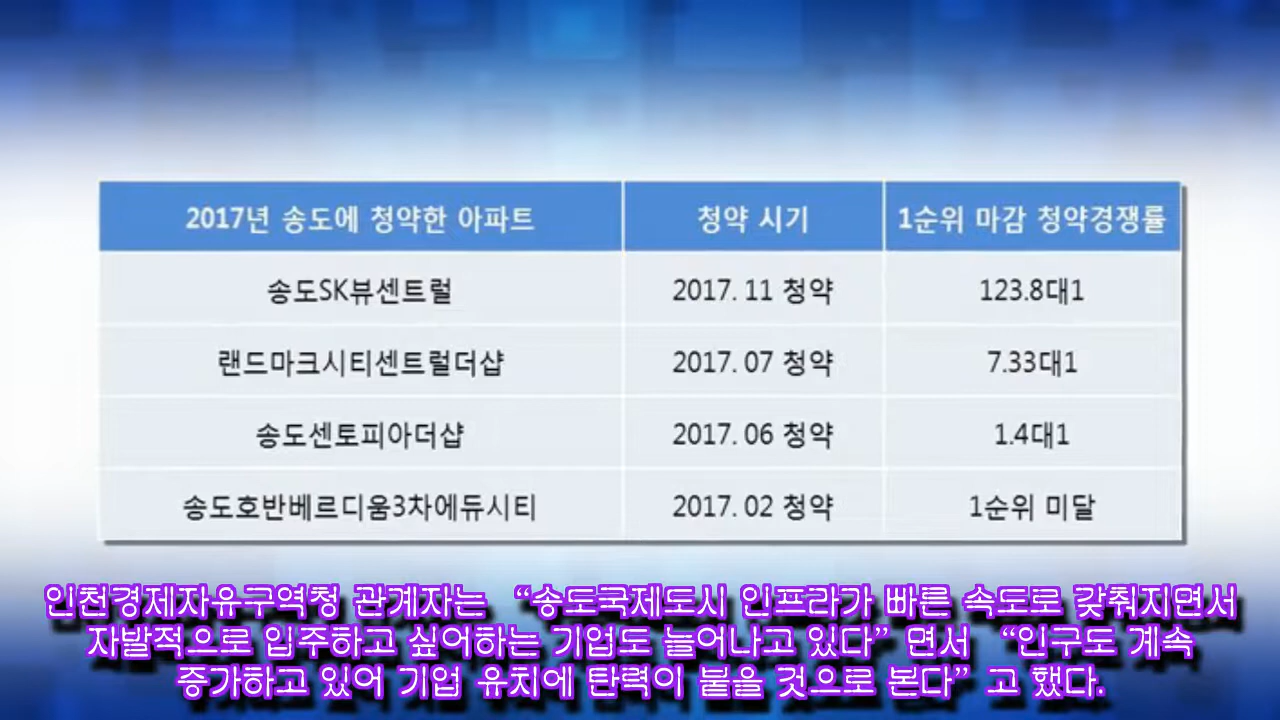 2017년 송도에 청약한 아파트 청약 시기 1순위 마감 청약경쟁률
송도SK뷰센트럴 2017. 11 청약 123.8대1
랜드마크시티센트럴더샵 2017. 07 청약 7.33대1
송도센토피아더샵 2017. 06 청약 1.4대1
송도호반베르디움3차에듀시티 2017. 02 청약 1순위 미달
인천경제자유구역청 관계자는 “송도국제도시 인프라가 빠른 속도로 갖춰지면서
자발적으로 입주하고 싶어하는 기업도 늘어나고 있다” 면서 “인구도 계속
증가하고 있어 기업 유치에 탄력이 붙을 것으로 본다” 고 했다.